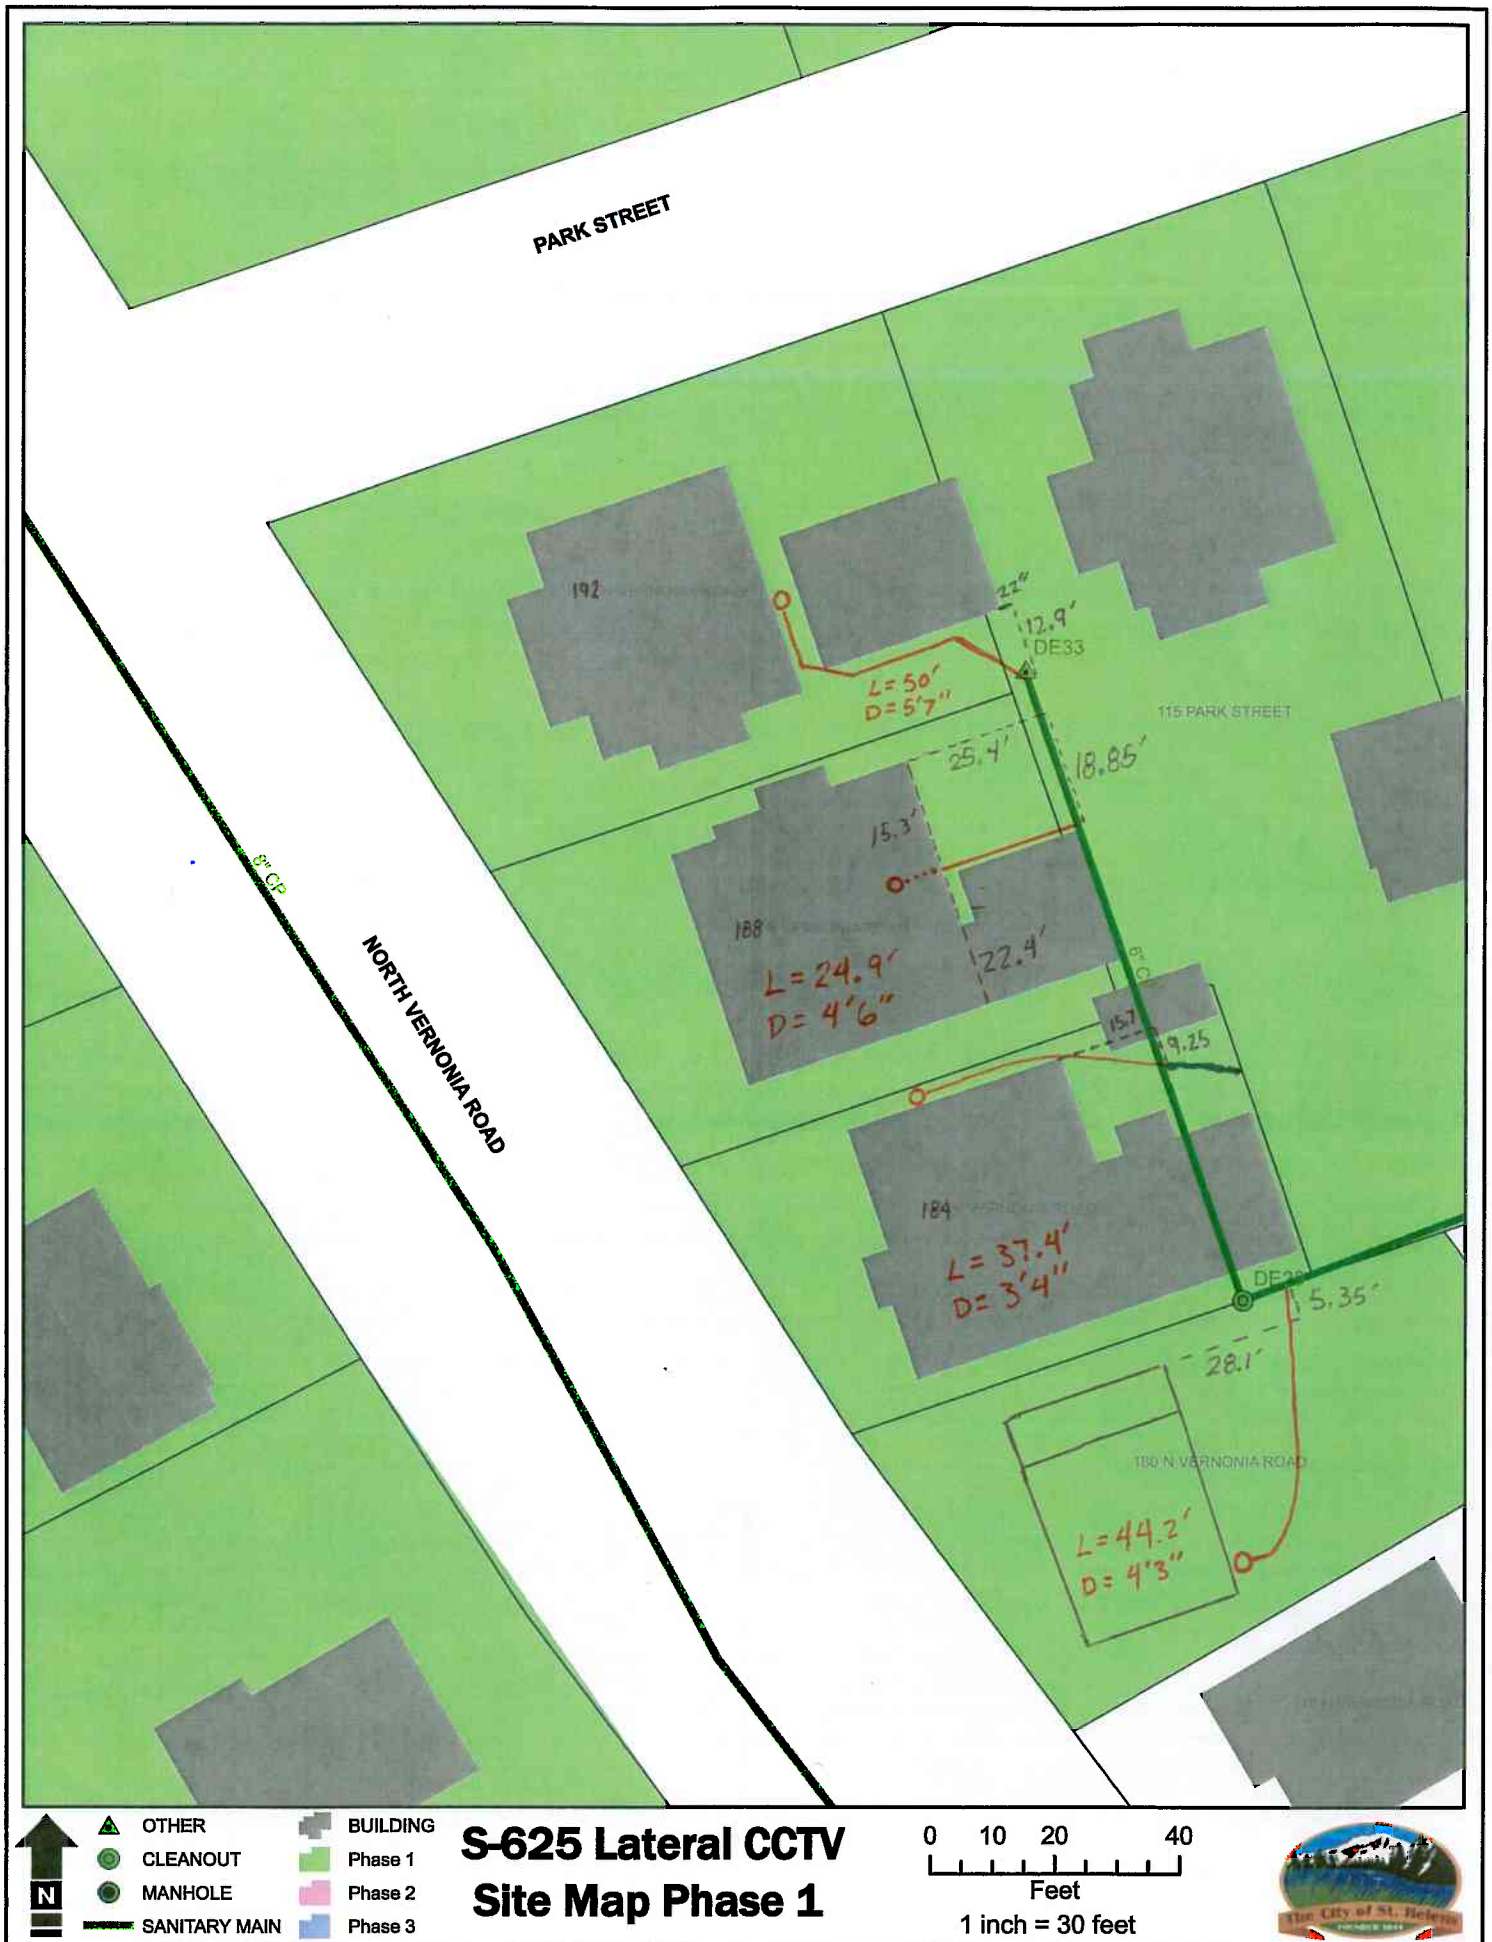 PARK STREET
192
22"
12.9'
DE33
L=50'
D=5'7"
115 PARK STREET
25.4'
18.85'
15.3'
8" CP
188
L=24.9'
D=4'6"
22.4'
NORTH VERNONIA ROAD
15.7
9.25
184
L=37.4'
D=3'4"
5.35'
28.1'
180 N VERNONIA ROAD
L=44.2'
D=4'3"
N
OTHER
CLEANOUT
MANHOLE
SANITARY MAIN
BUILDING
Phase 1
Phase 2
Phase 3
S-625 Lateral CCTV
Site Map Phase 1
0 10 20 40
Feet
1 inch = 30 feet
The City of St. Helens